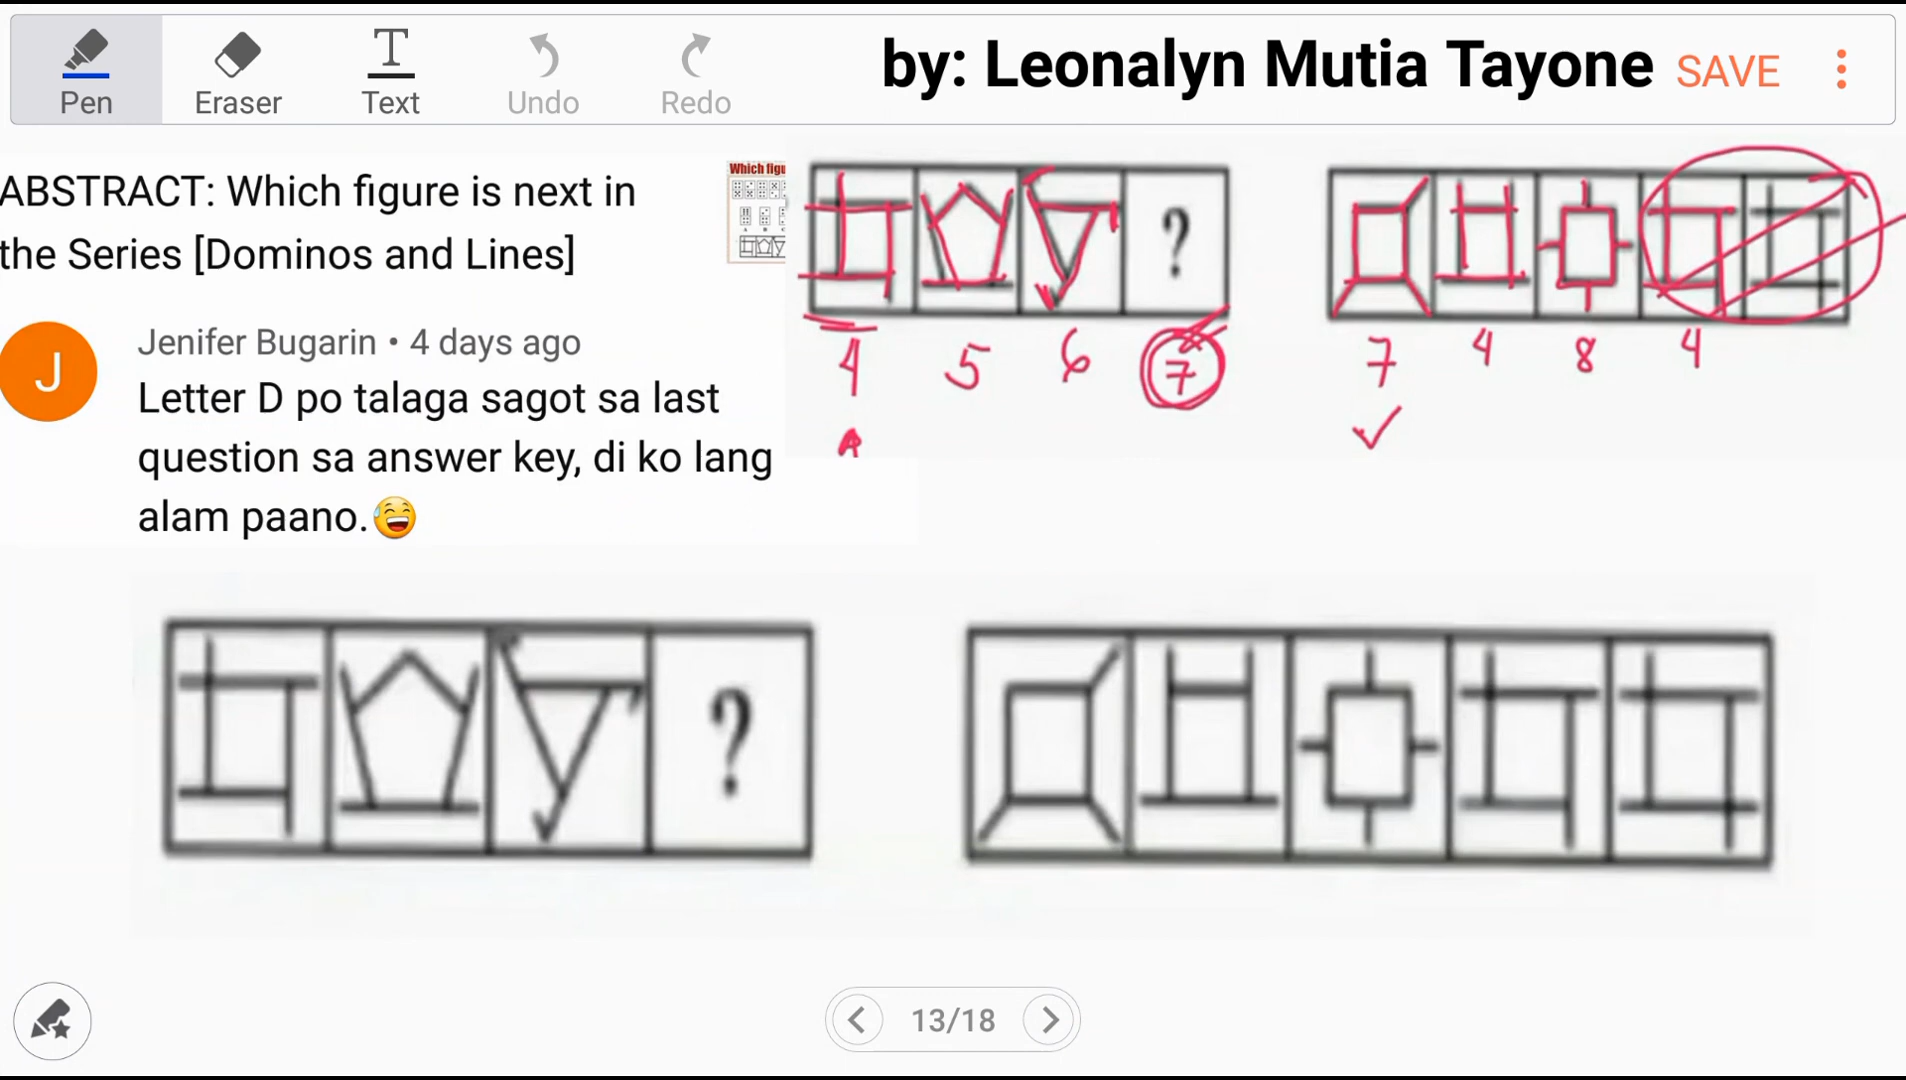 Pen
Eraser
Text
Undo
Redo
by: Leonalyn Mutia Tayone
SAVE
ABSTRACT: Which figure is next in
the Series [Dominos and Lines]
Which figu
J
Jenifer Bugarin • 4 days ago
Letter D po talaga sagot sa last
question sa answer key, di ko lang
alam paano.😅
?
4 5 6 7
7 4 8 4
A
?
13/18